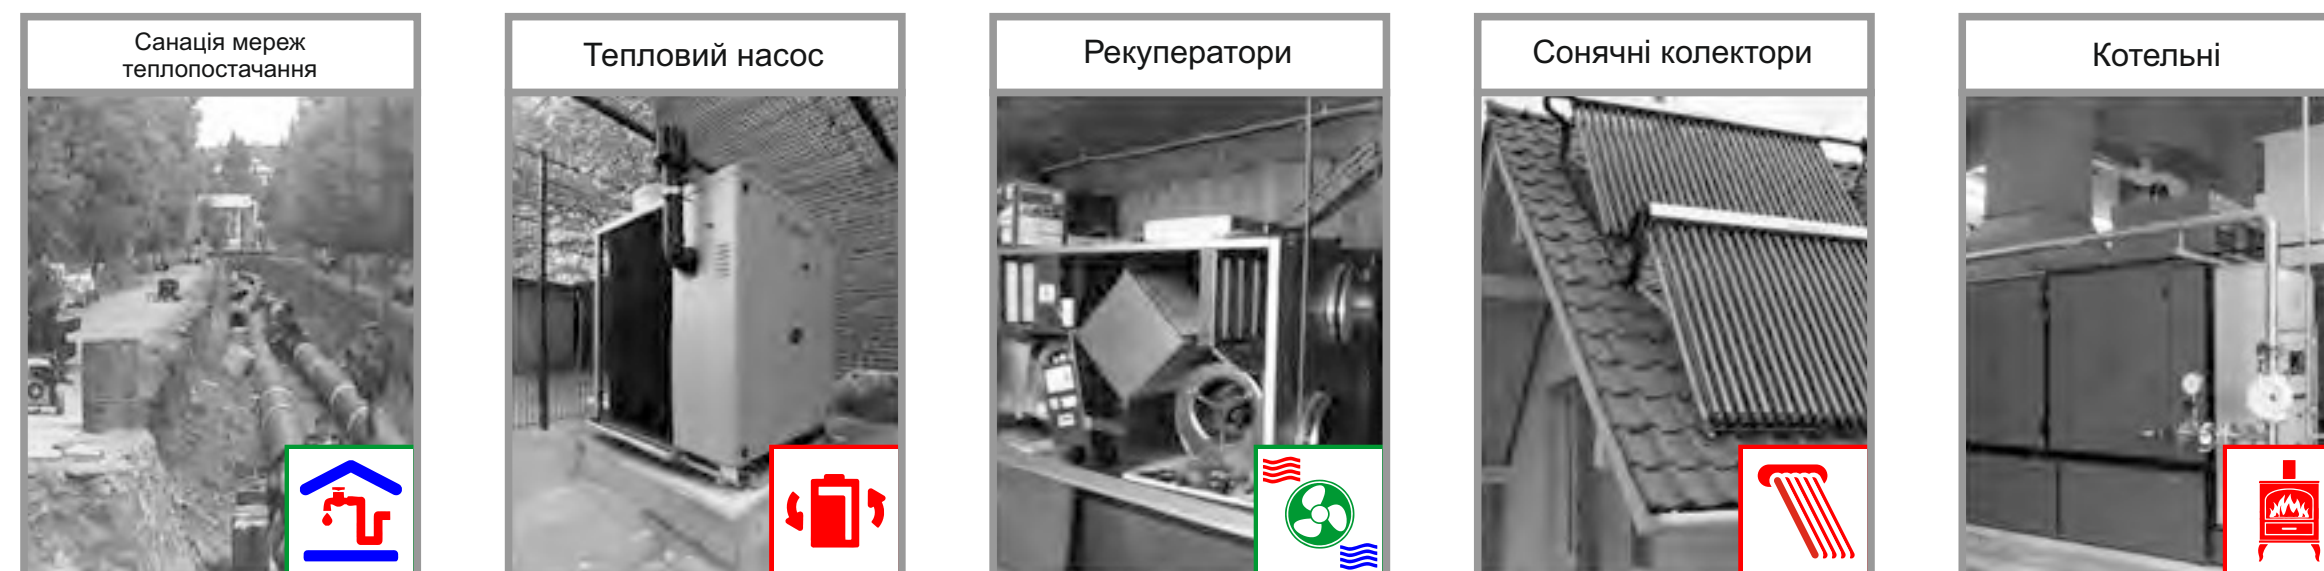 Санація мереж
теплопостачання
Тепловий насос
Рекуператори
Сонячні колектори
Котельні